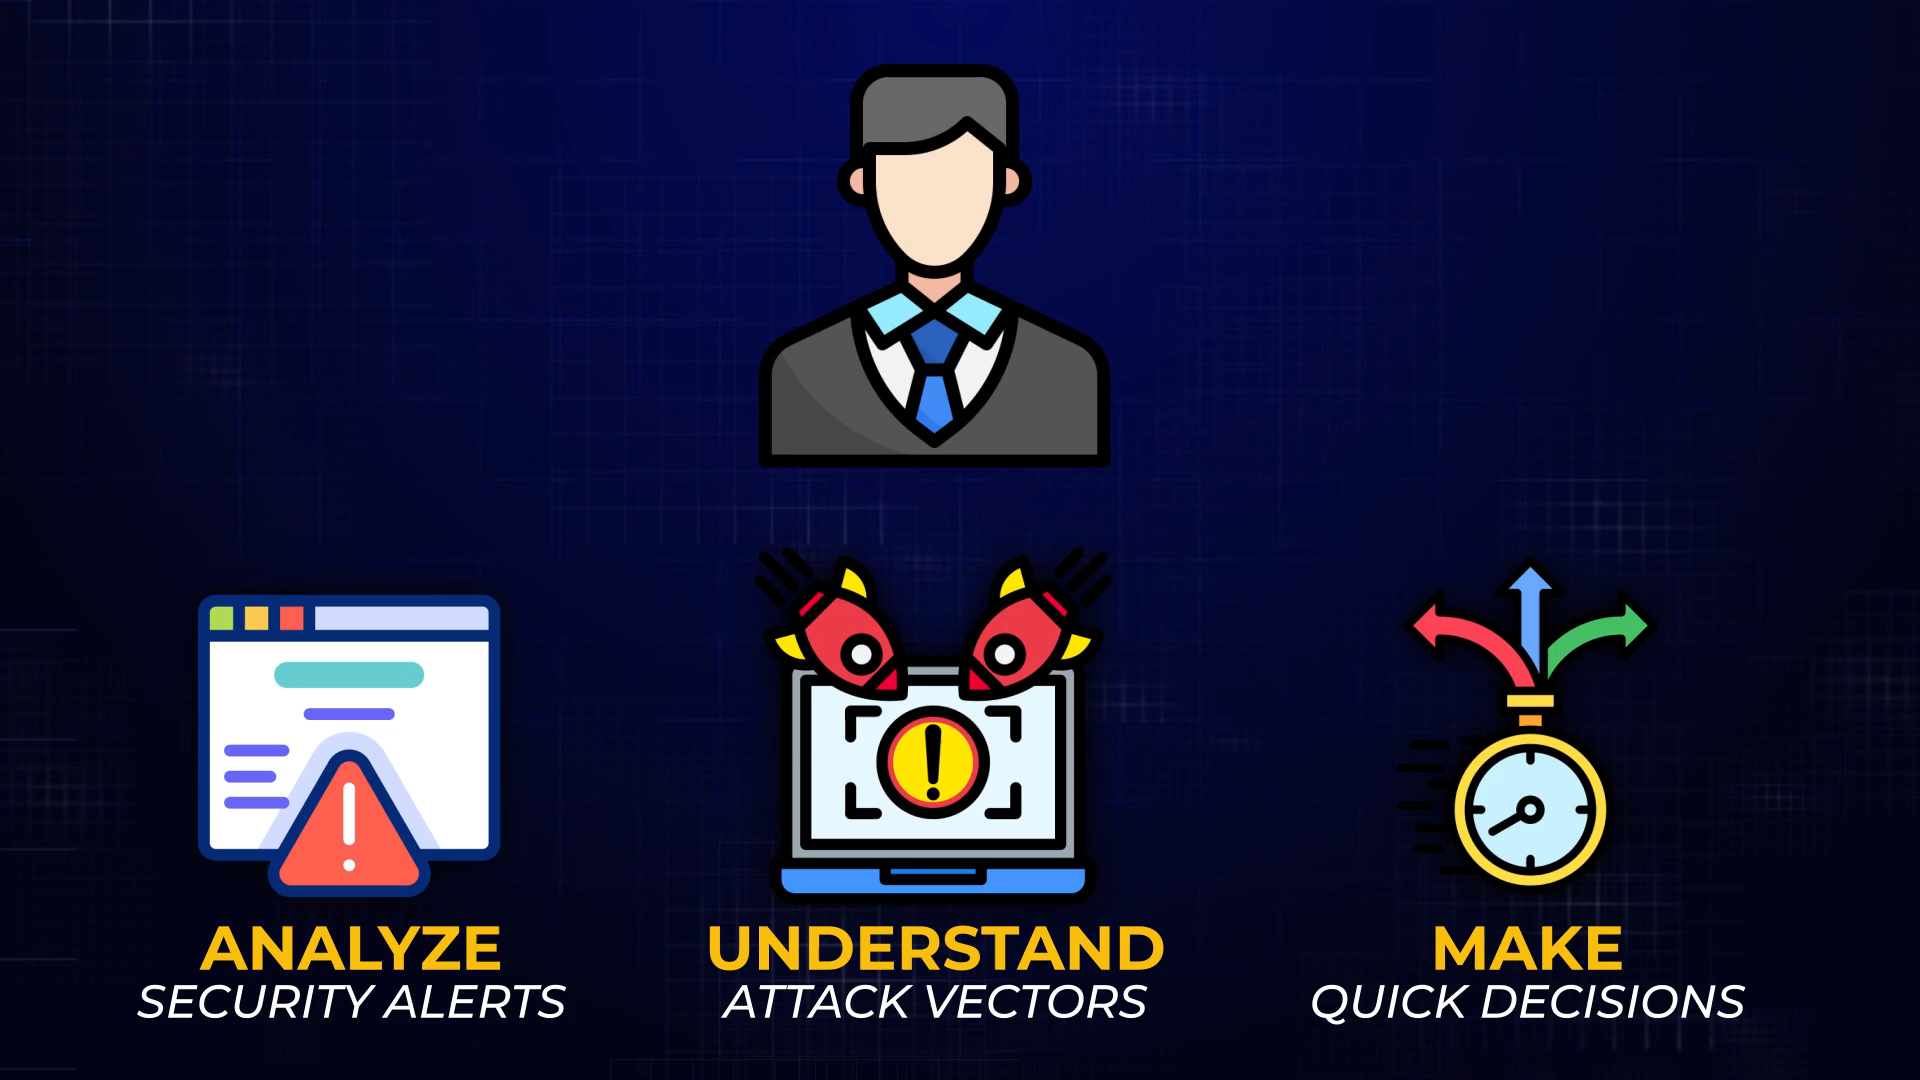 ANALYZE
SECURITY ALERTS
UNDERSTAND
ATTACK VECTORS
MAKE
QUICK DECISIONS